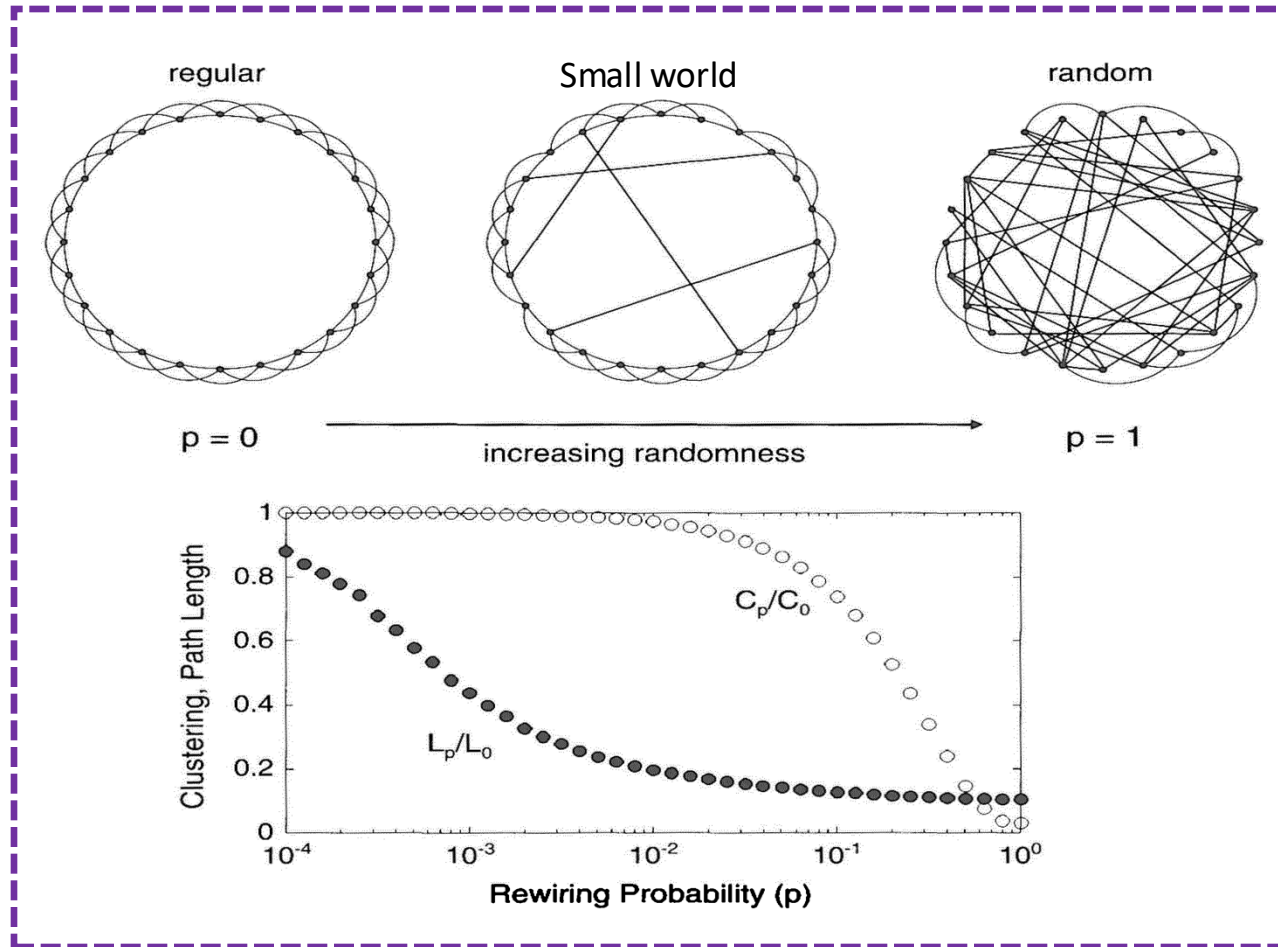 regular
Small world
random
p = 0
increasing randomness
p = 1
Clustering, Path Length
1
0.8
0.6
0.4
0.2
0
Cₚ/C₀
Lₚ/L₀
10⁻⁴
10⁻³
10⁻²
10⁻¹
10⁰
Rewiring Probability (p)